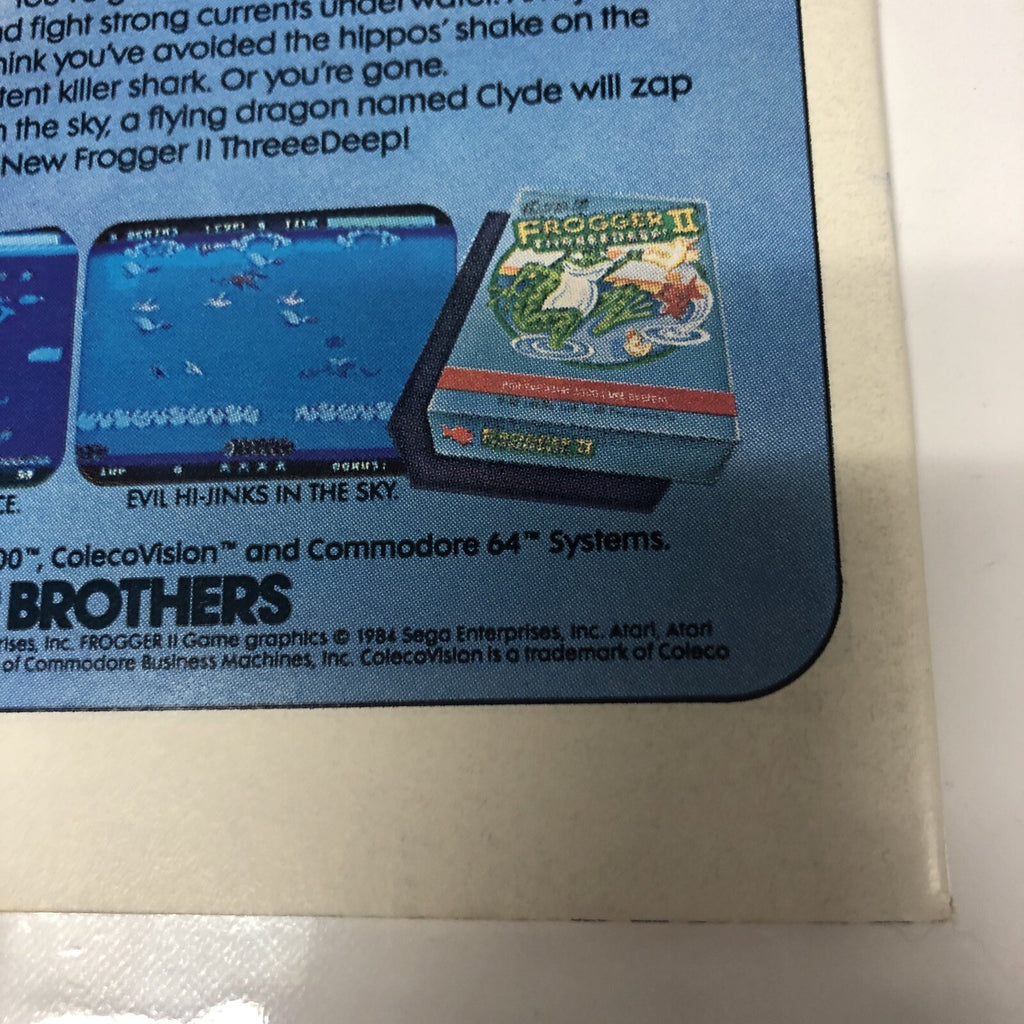 nd fight strong currents underwater.
hink you've avoided the hippos' shake on the
tent killer shark. Or you're gone.
n the sky, a flying dragon named Clyde will zap
New Frogger II ThreeeDeep!
FROGGER II
FROGGER II
BONUS:
CE.
EVIL HI-JINKS IN THE SKY.
00™, ColecoVision™ and Commodore 64™ Systems.
BROTHERS
rises, Inc. FROGGER II Game graphics © 1984 Sega Enterprises, Inc. Atari, Atari
of Commodore Business Machines, Inc. ColecoVision is a trademark of Coleco